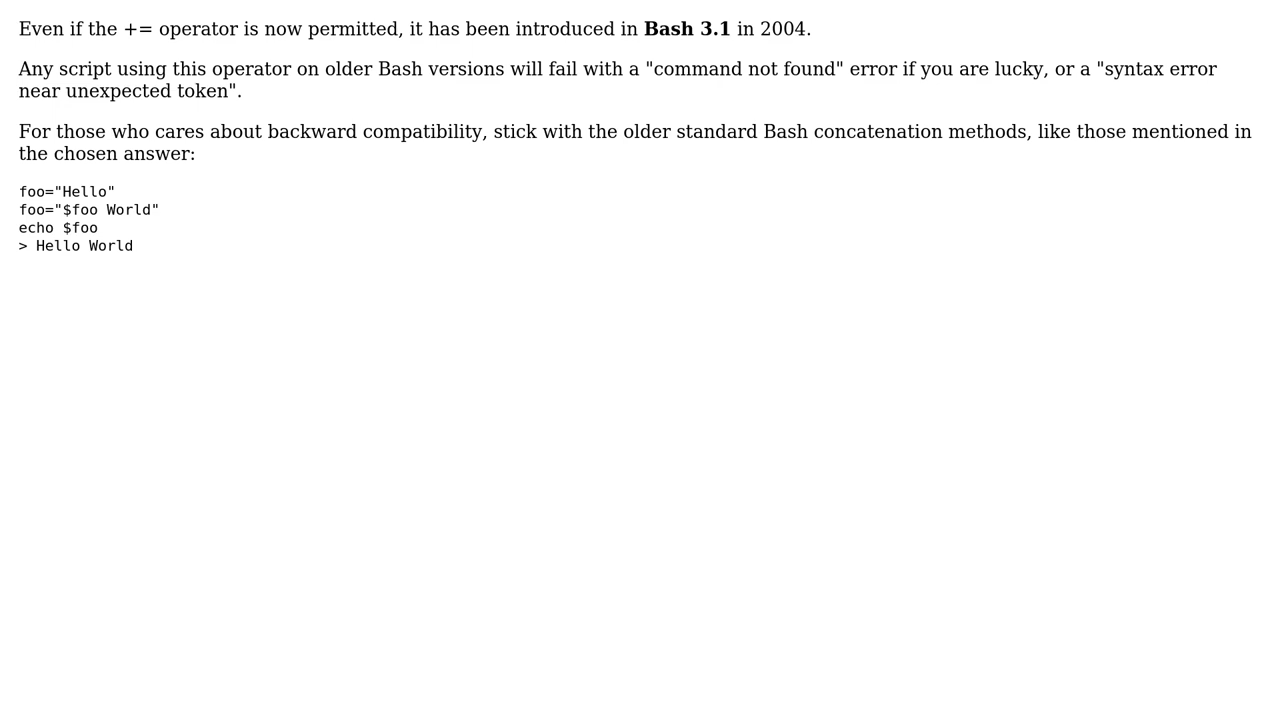 Even if the += operator is now permitted, it has been introduced in Bash 3.1 in 2004.
Any script using this operator on older Bash versions will fail with a "command not found" error if you are lucky, or a "syntax error
near unexpected token".
For those who cares about backward compatibility, stick with the older standard Bash concatenation methods, like those mentioned in
the chosen answer:
foo="Hello"
foo="$foo World"
echo $foo
> Hello World